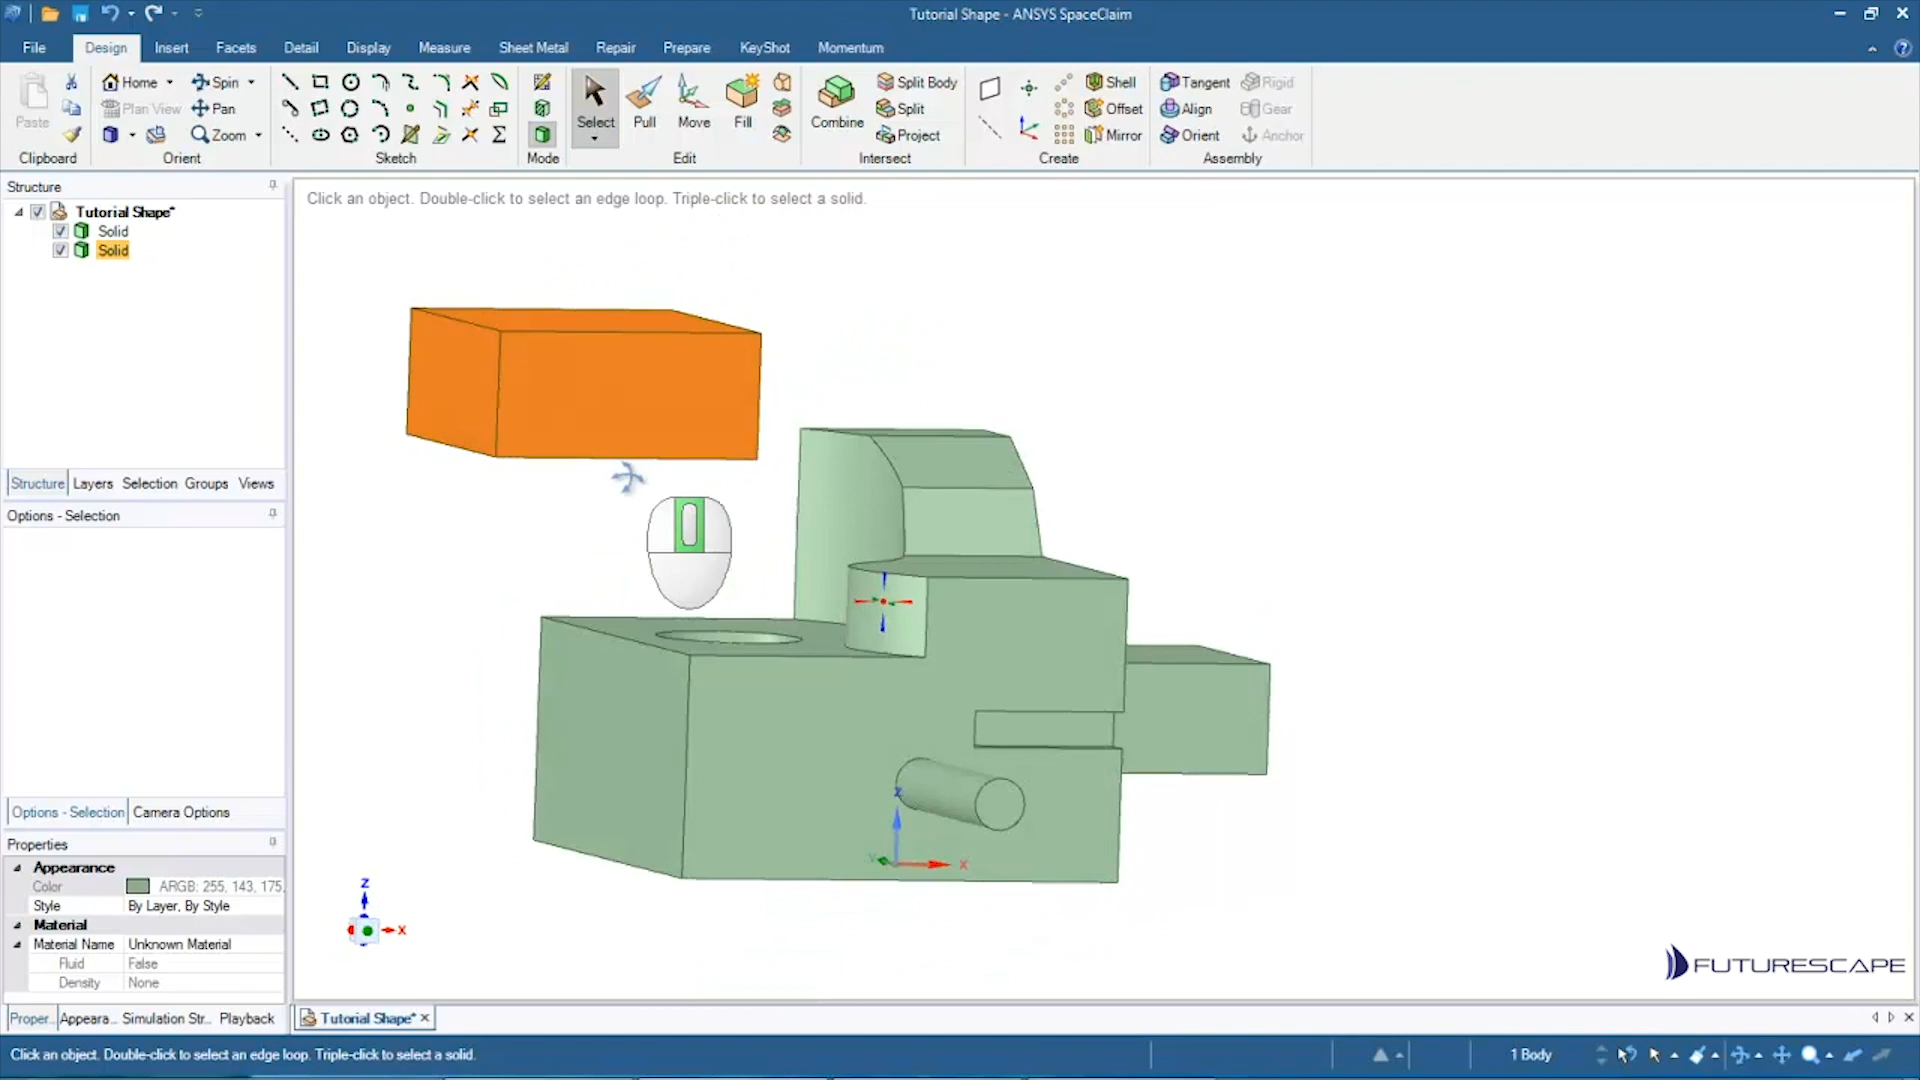 Tutorial Shape - ANSYS SpaceClaim
File Design Insert Facets Detail Display Measure Sheet Metal Repair Prepare KeyShot Momentum
Paste
Clipboard
Home Spin
Plan View Pan
Zoom
Orient
Sketch
Mode
Select Pull Move Fill
Edit
Combine
Split Body
Split
Project
Intersect
Shell
Offset
Mirror
Create
Tangent Rigid
Align Gear
Orient Anchor
Assembly
Structure
Tutorial Shape*
Solid
Solid
Structure Layers Selection Groups Views
Options - Selection
Options - Selection Camera Options
Properties
Appearance
Color ARGB: 255, 143, 175,
Style By Layer, By Style
Material
Material Name Unknown Material
Fluid False
Density None
Proper... Appeara... Simulation Str... Playback
Click an object. Double-click to select an edge loop. Triple-click to select a solid.
Z
Y
X
Z
X
FUTURESCAPE
Tutorial Shape*
Click an object. Double-click to select an edge loop. Triple-click to select a solid.
1 Body